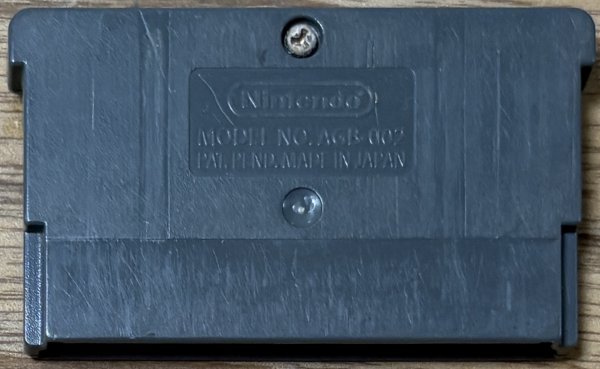 Nintendo®
MODEL NO. AGB-002
PAT. PEND. MADE IN JAPAN